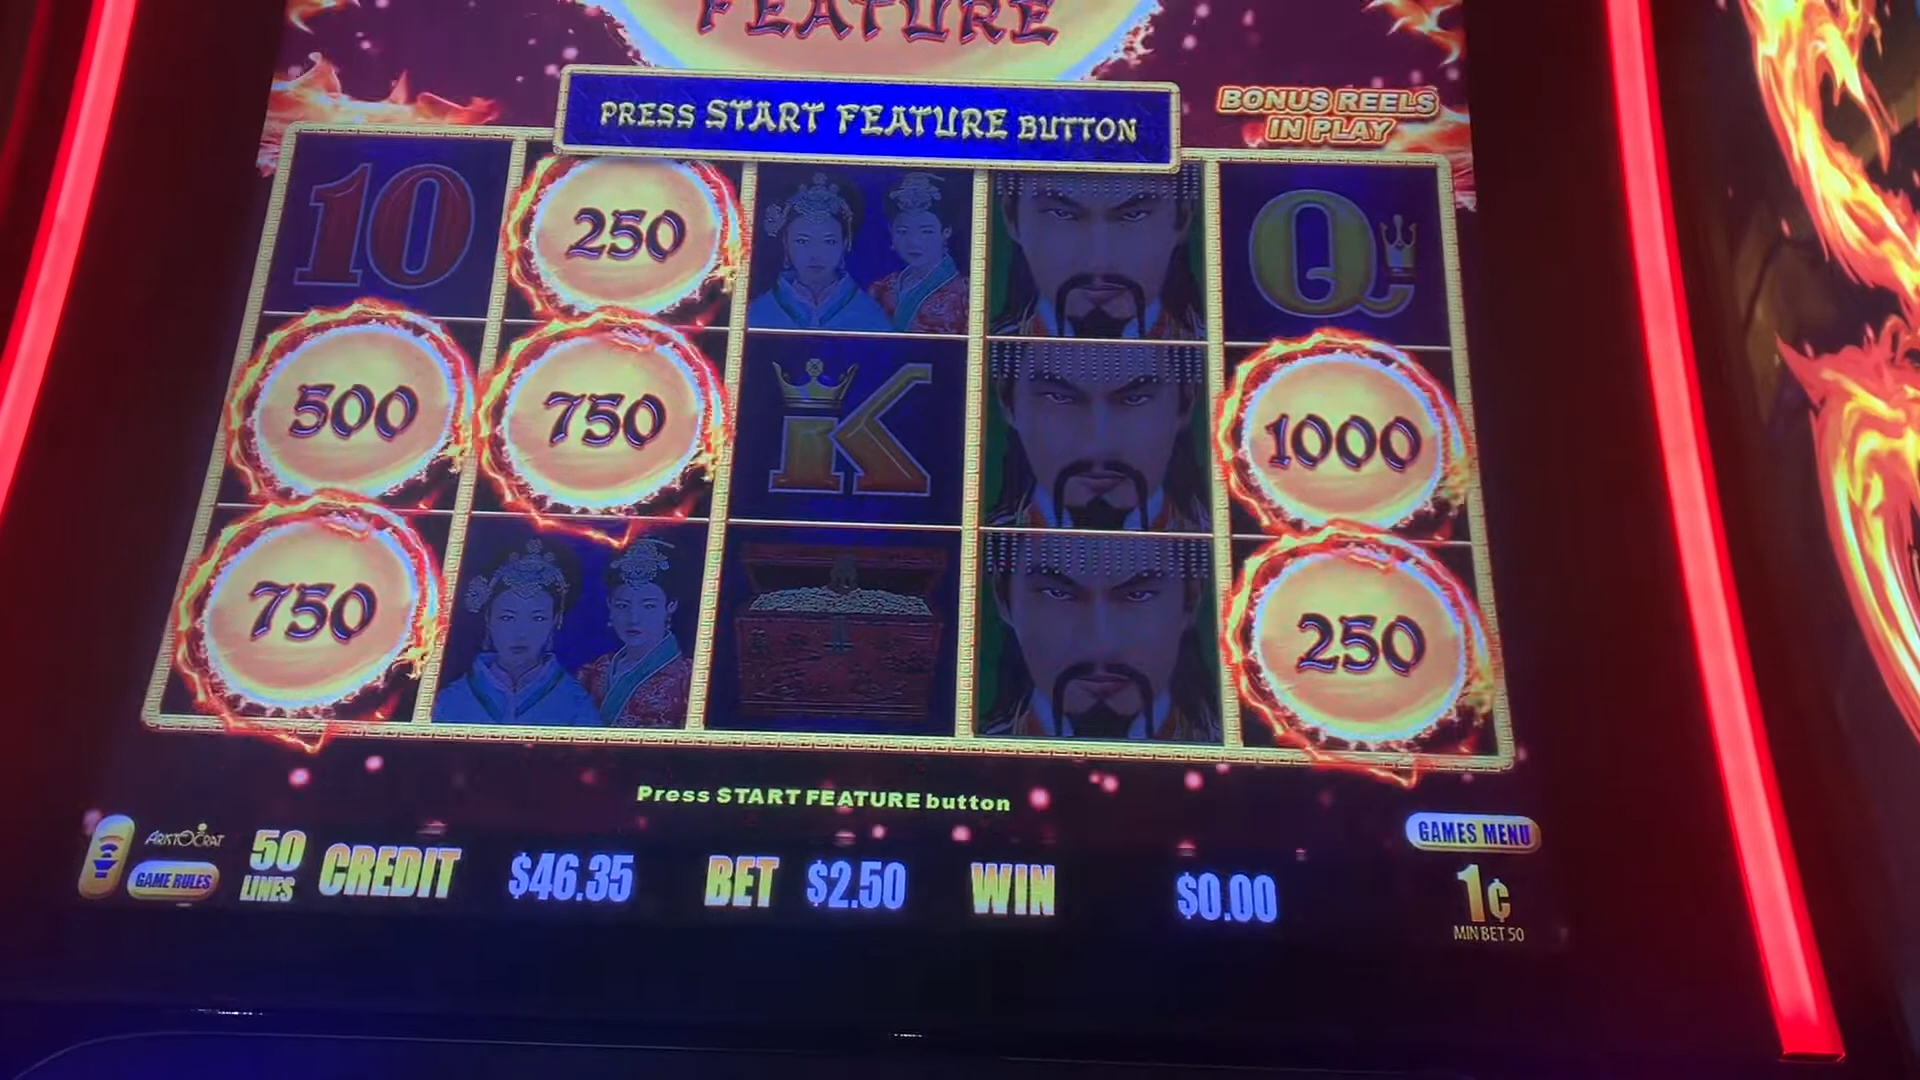 FEATURE
PRESS START FEATURE BUTTON
BONUS REELS
IN PLAY
10
250
Q
500
750
K
1000
750
250
Press START FEATURE button
ARISTOCRAT
GAME RULES
50
LINES
CREDIT $46.35
BET $2.50
WIN $0.00
GAMES MENU
1¢
MIN BET 50